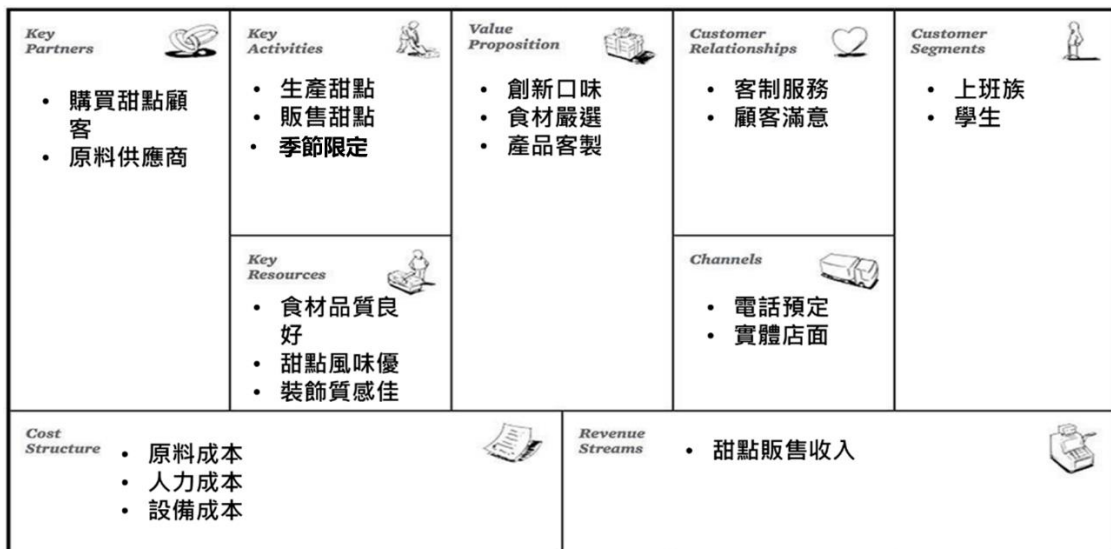 Key
Partners
• 購買甜點顧
客
• 原料供應商
Key
Activities
• 生產甜點
• 販售甜點
• 季節限定
Key
Resources
• 食材品質良
好
• 甜點風味優
• 裝飾質感佳
Value
Proposition
• 創新口味
• 食材嚴選
• 產品客製
Customer
Relationships
• 客制服務
• 顧客滿意
Channels
• 電話預定
• 實體店面
Customer
Segments
• 上班族
• 學生
Cost
Structure
• 原料成本
• 人力成本
• 設備成本
Revenue
Streams
• 甜點販售收入